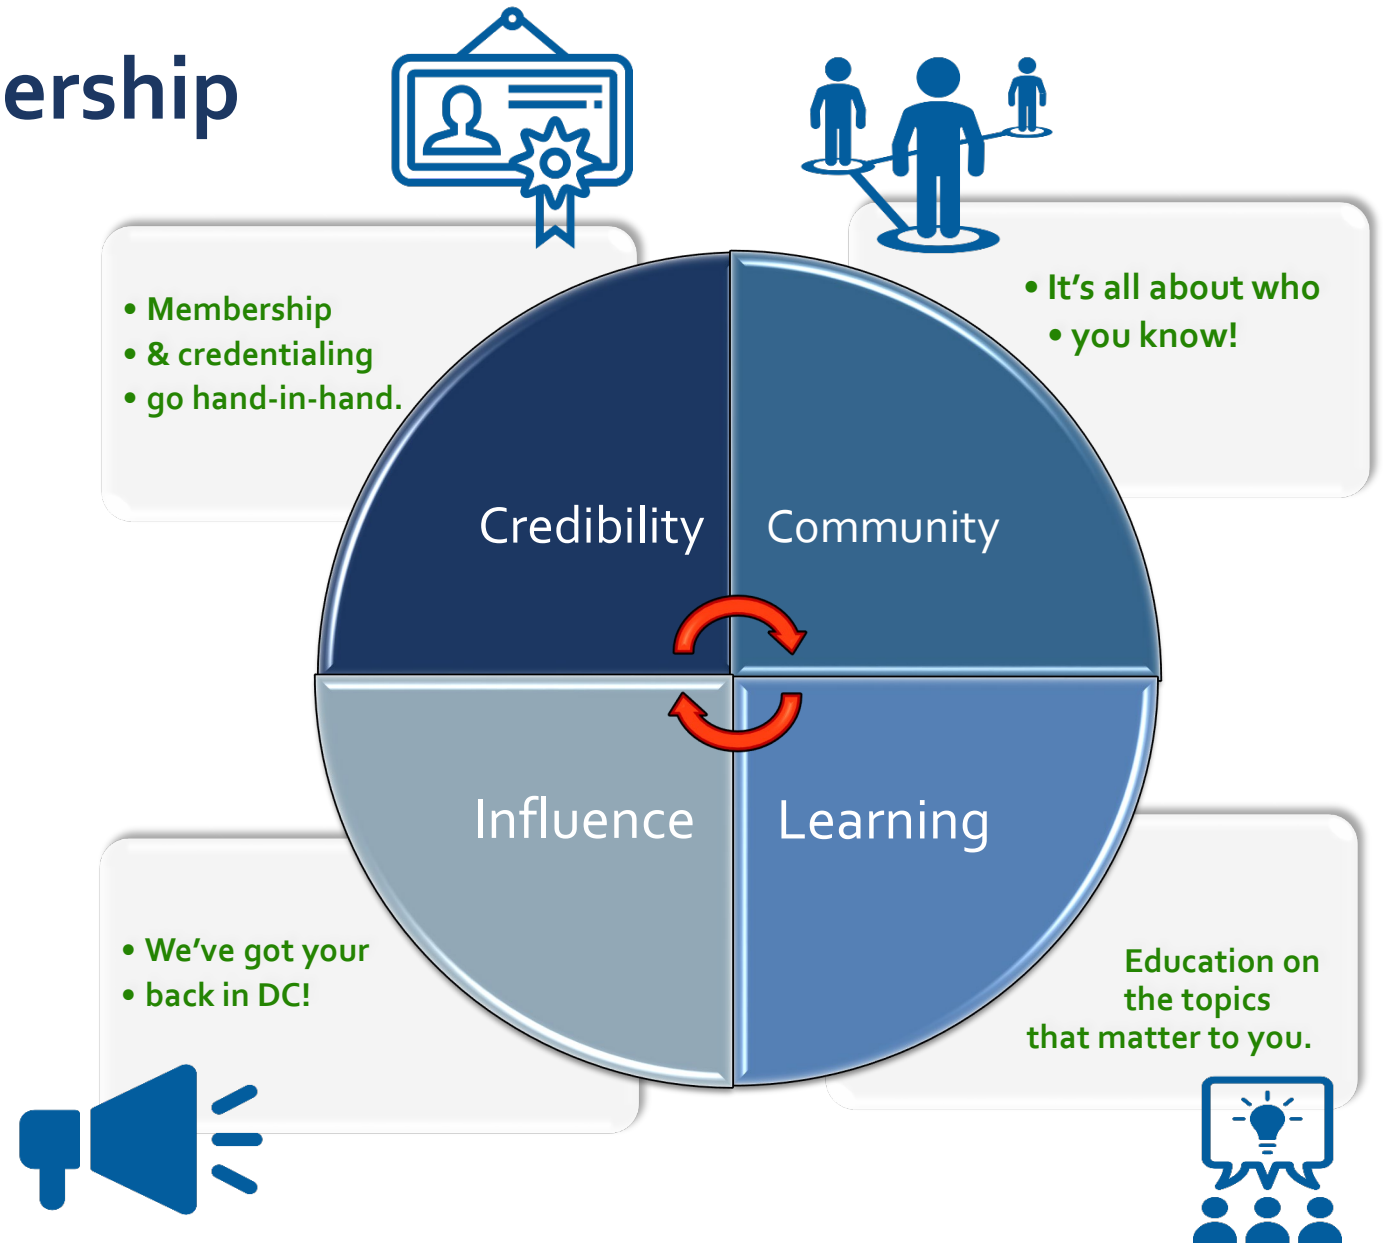 ership
• Membership
• & credentialing
• go hand-in-hand.
• It’s all about who
• you know!
Credibility
Community
Influence
Learning
• We’ve got your
• back in DC!
Education on
the topics
that matter to you.